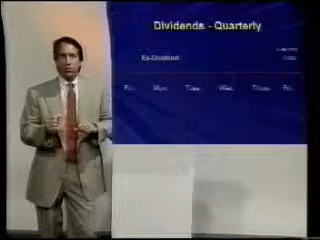 Dividends - Quarterly
Ex-Dividend
Fri. Mon. Tues. Wed. Thurs. Fri.